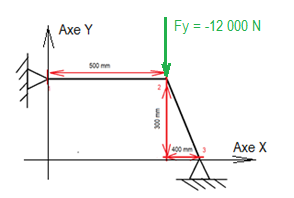 Axe Y
Fy = -12 000 N
500 mm
1
2
300 mm
400 mm
3
Axe X